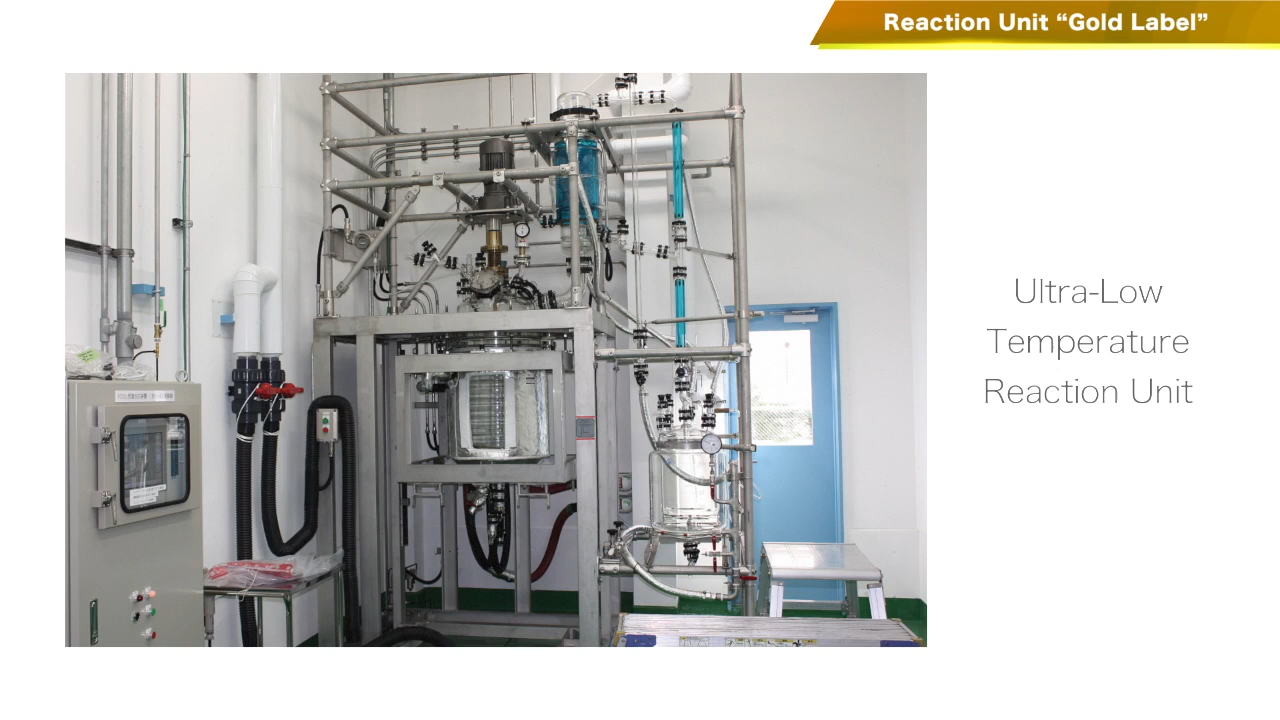 Reaction Unit “Gold Label”
Ultra-Low
Temperature
Reaction Unit